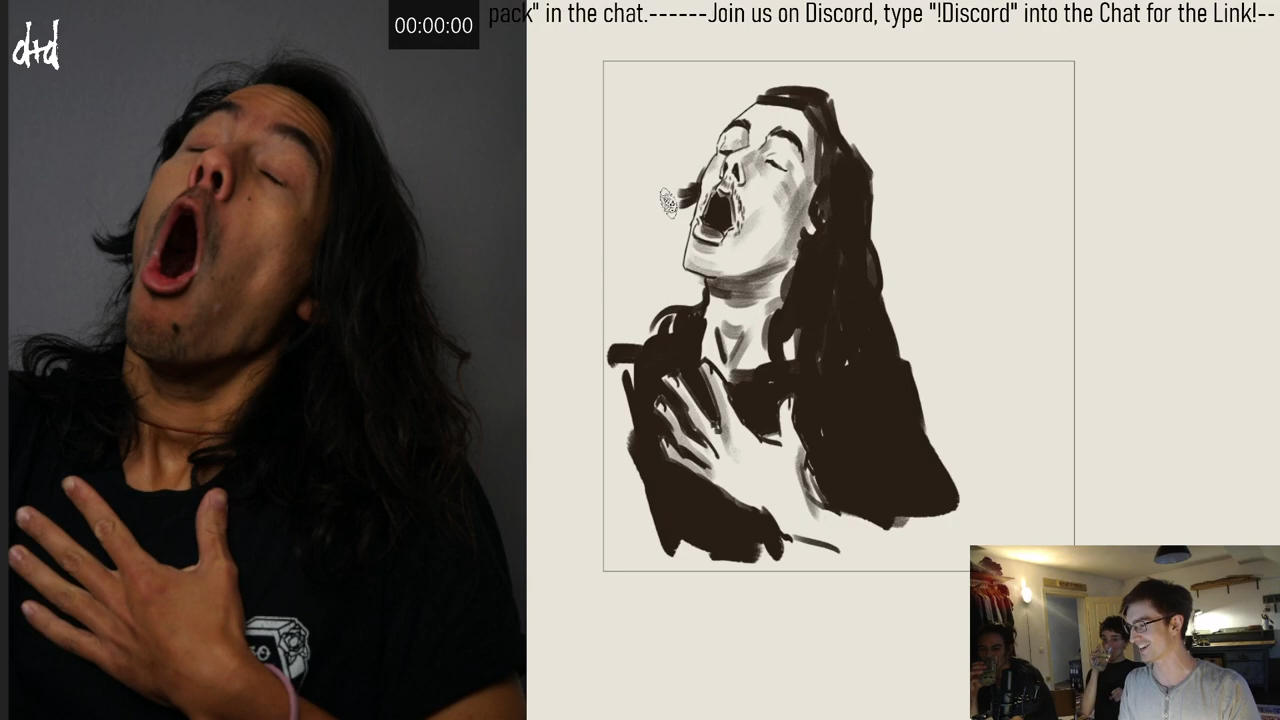 d+d
00:00:00
pack" in the chat.------Join us on Discord, type "!Discord" into the Chat for the Link!--